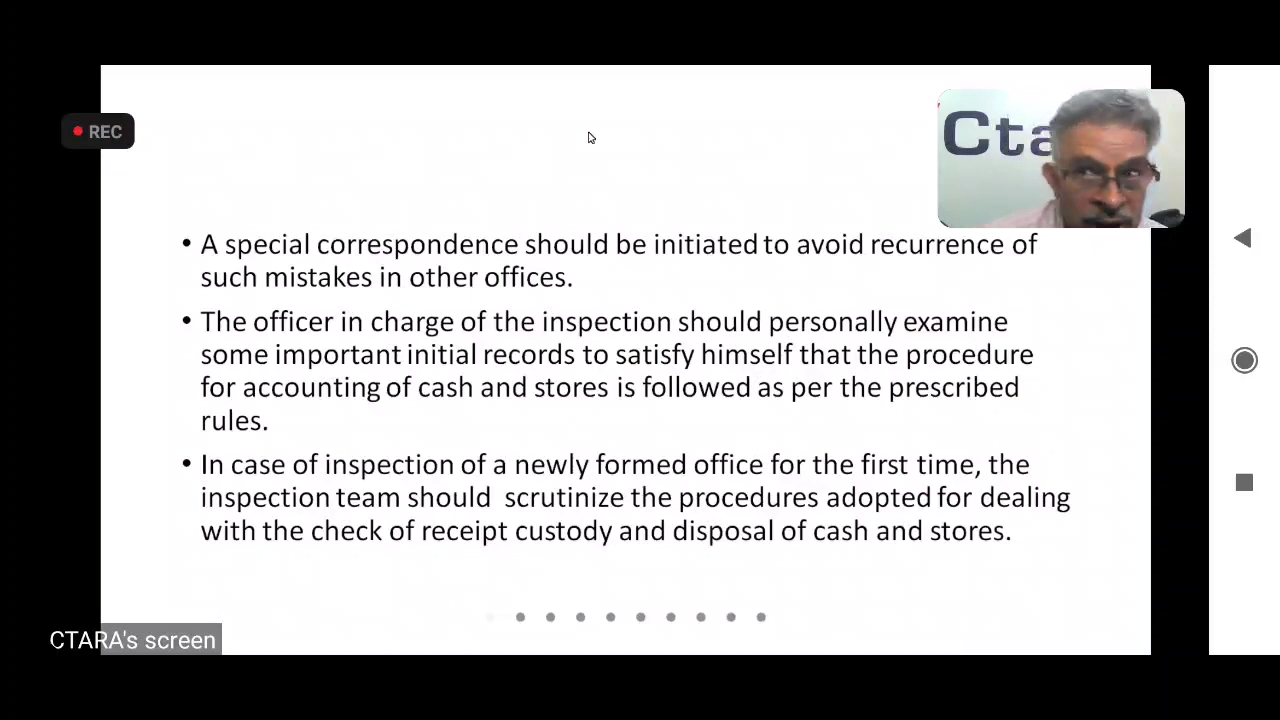 REC
Cta
• A special correspondence should be initiated to avoid recurrence of
such mistakes in other offices.
• The officer in charge of the inspection should personally examine
some important initial records to satisfy himself that the procedure
for accounting of cash and stores is followed as per the prescribed
rules.
• In case of inspection of a newly formed office for the first time, the
inspection team should  scrutinize the procedures adopted for dealing
with the check of receipt custody and disposal of cash and stores.
CTARA's screen